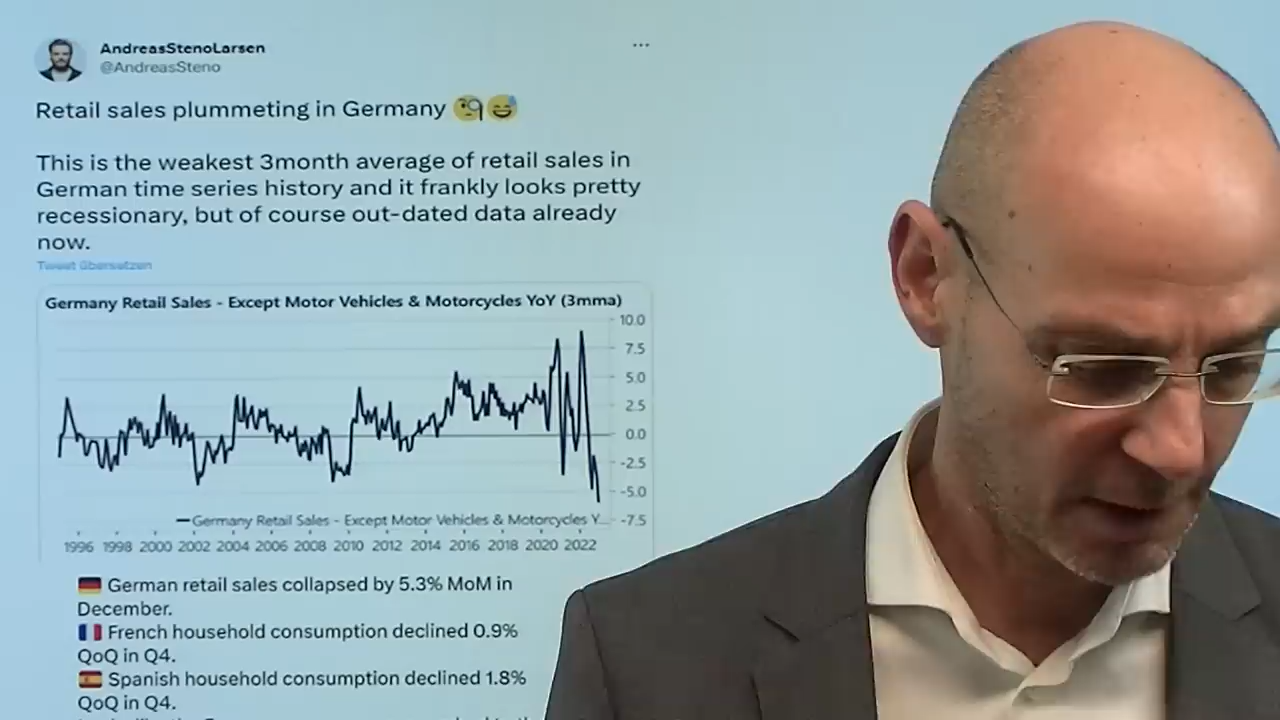 AndreasStenoLarsen
@AndreasSteno
Retail sales plummeting in Germany 🧐😅
This is the weakest 3month average of retail sales in
German time series history and it frankly looks pretty
recessionary, but of course out-dated data already
now.
Tweet übersetzen
Germany Retail Sales - Except Motor Vehicles & Motorcycles YoY (3mma)
10.0
7.5
5.0
2.5
0.0
-2.5
-5.0
-7.5
Germany Retail Sales - Except Motor Vehicles & Motorcycles Y...
1996 1998 2000 2002 2004 2006 2008 2010 2012 2014 2016 2018 2020 2022
🇩🇪 German retail sales collapsed by 5.3% MoM in
December.
🇫🇷 French household consumption declined 0.9%
QoQ in Q4.
🇪🇸 Spanish household consumption declined 1.8%
QoQ in Q4.